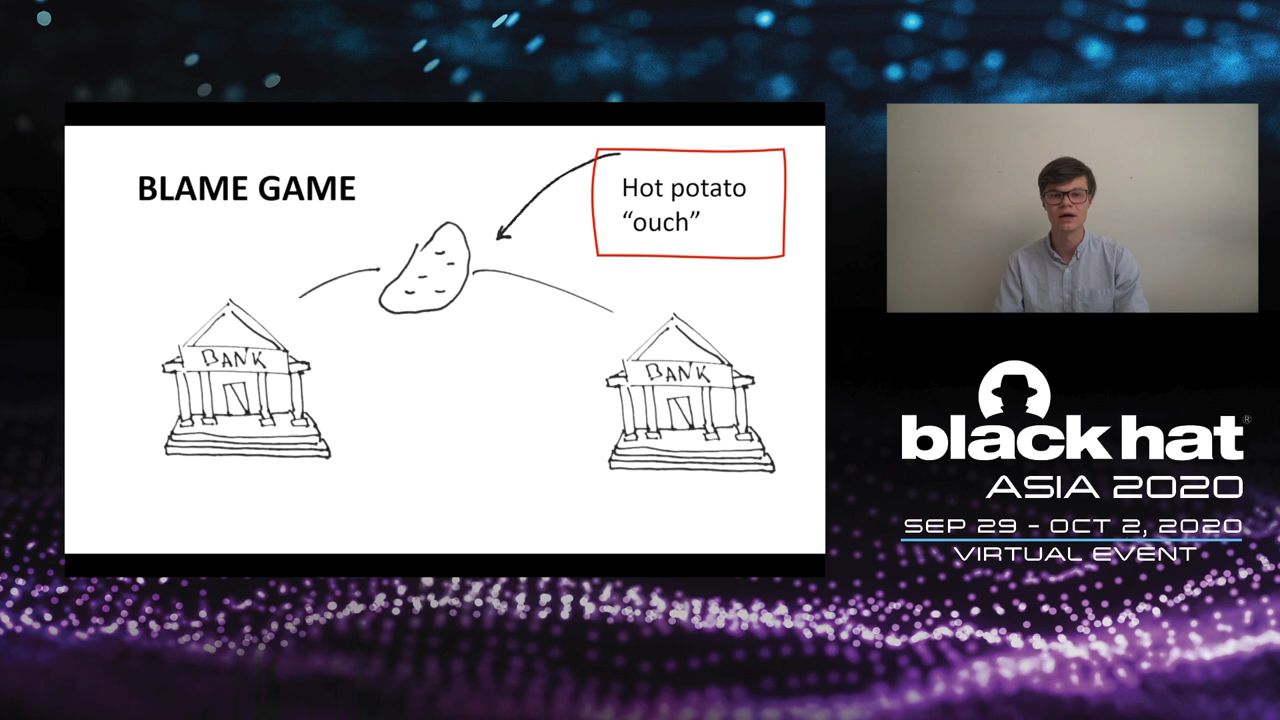 BLAME GAME
Hot potato
“ouch”
BANK
BANK
black hat®
ASIA 2020
SEP 29 - OCT 2, 2020
VIRTUAL EVENT